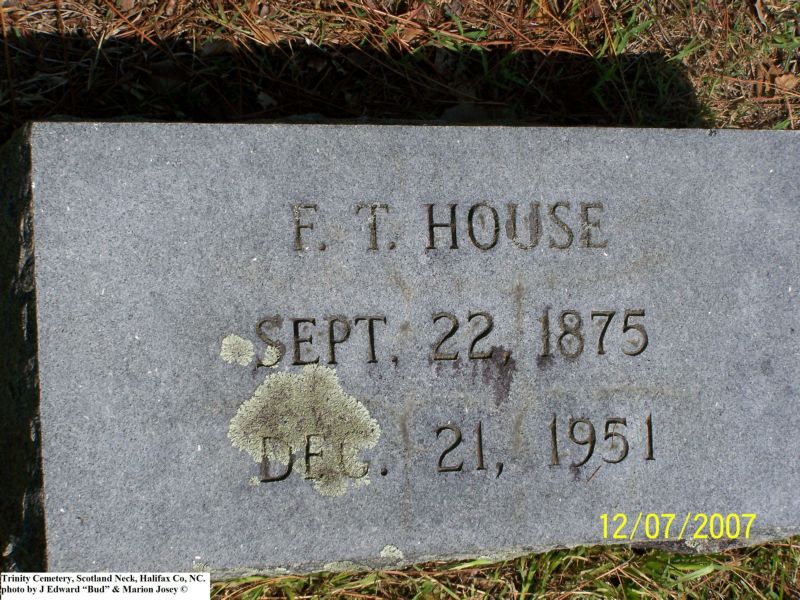 F. T. HOUSE
SEPT. 22, 1875
DEC. 21, 1951
12/07/2007
Trinity Cemetery, Scotland Neck, Halifax Co, NC.
photo by J Edward "Bud" & Marion Josey ©